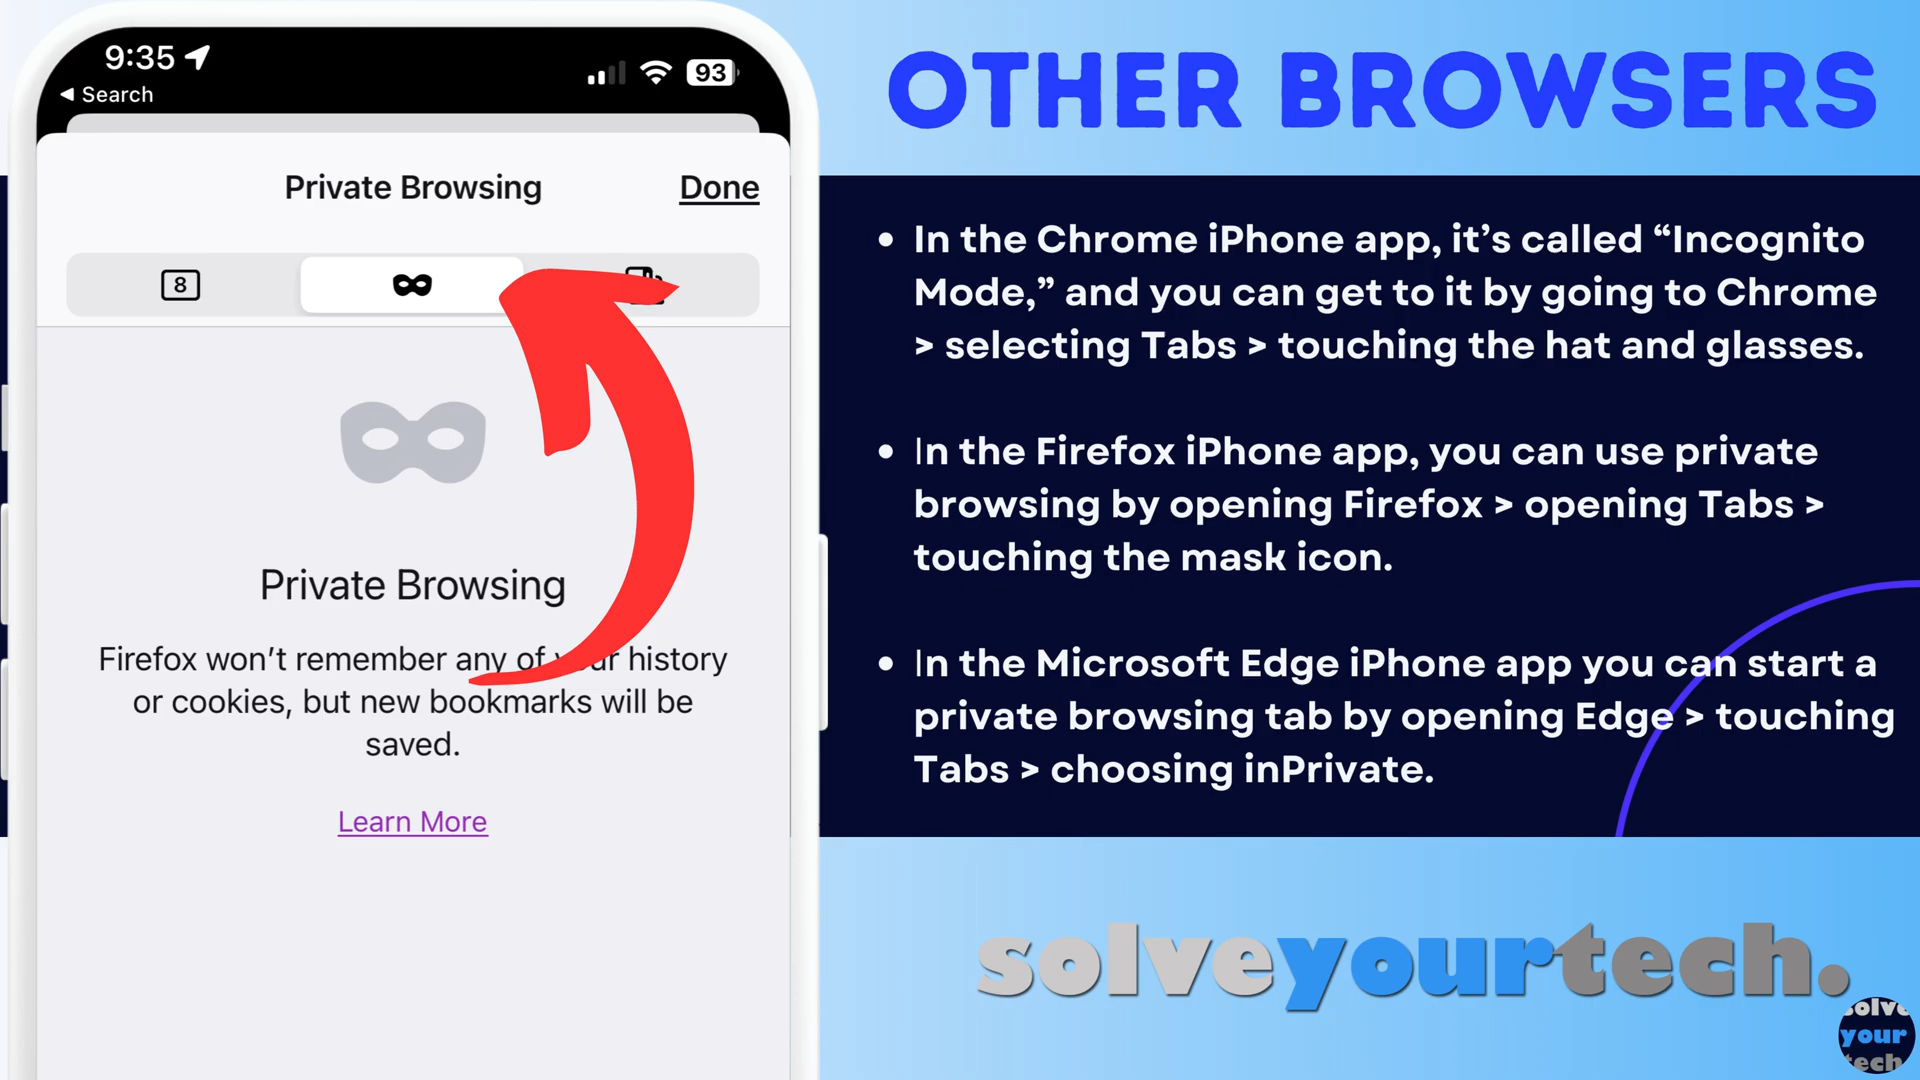 9:35
93
◀ Search
Private Browsing
Done
8
Private Browsing
Firefox won't remember any of your history
or cookies, but new bookmarks will be
saved.
Learn More
OTHER BROWSERS
• In the Chrome iPhone app, it's called “Incognito
Mode,” and you can get to it by going to Chrome
> selecting Tabs > touching the hat and glasses.
• In the Firefox iPhone app, you can use private
browsing by opening Firefox > opening Tabs >
touching the mask icon.
• In the Microsoft Edge iPhone app you can start a
private browsing tab by opening Edge > touching
Tabs > choosing inPrivate.
solveyourtech.
solve
your
tech